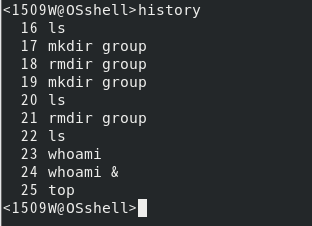 <1509W@OSshell>history
16 ls
17 mkdir group
18 rmdir group
19 mkdir group
20 ls
21 rmdir group
22 ls
23 whoami
24 whoami &
25 top
<1509W@OSshell>